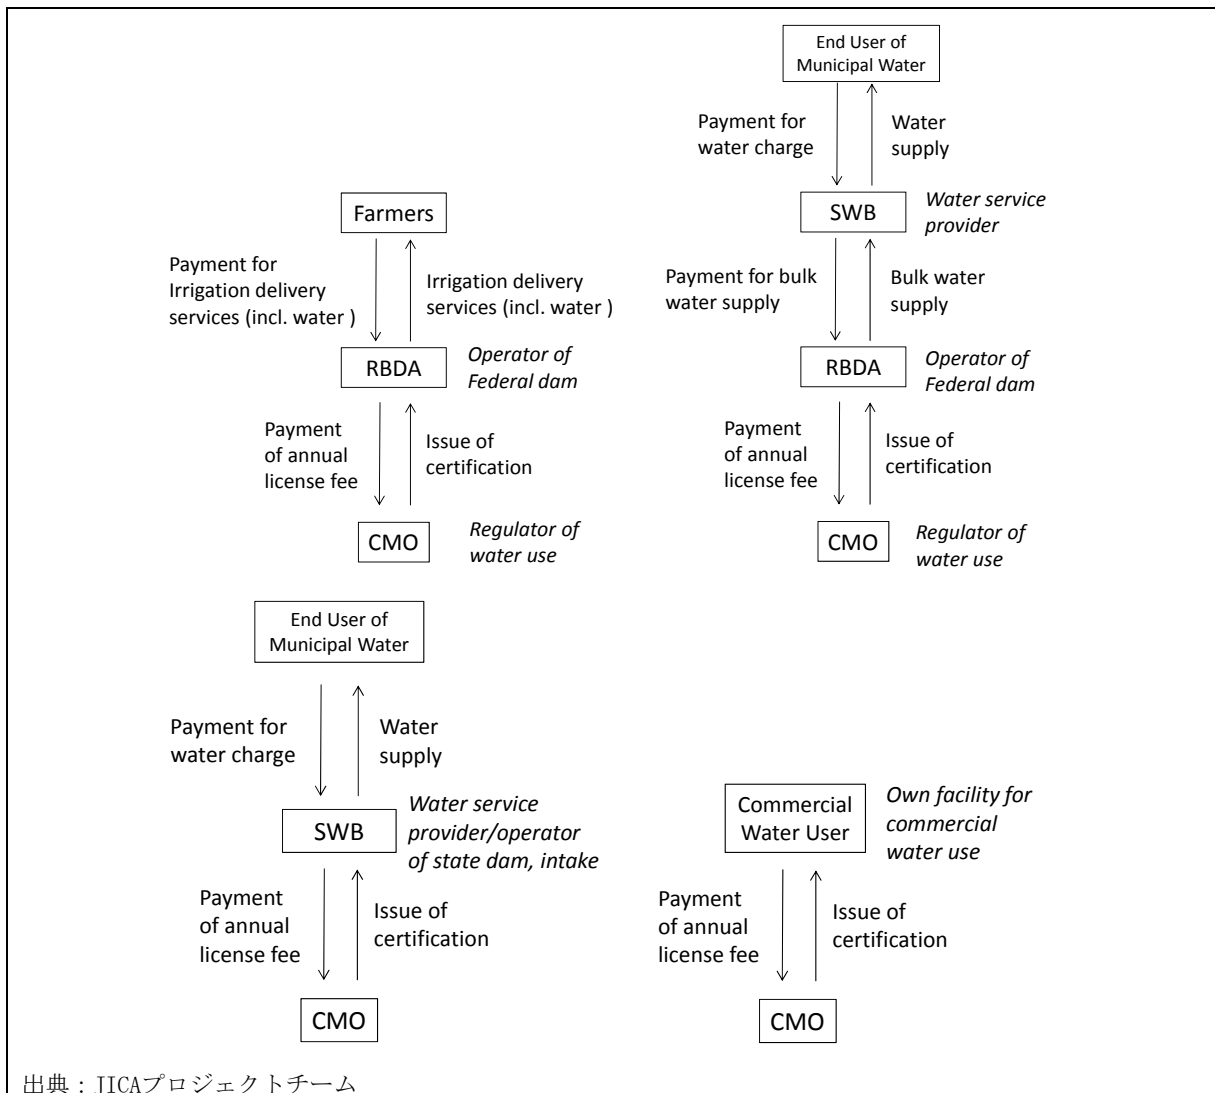 Farmers
Payment for
Irrigation delivery
services (incl. water )
Irrigation delivery
services (incl. water )
RBDA
Operator of
Federal dam
Payment
of annual
license fee
Issue of
certification
CMO
Regulator of
water use
End User of
Municipal Water
Payment for
water charge
Water
supply
SWB
Water service
provider
Payment for bulk
water supply
Bulk water
supply
RBDA
Operator of
Federal dam
Payment
of annual
license fee
Issue of
certification
CMO
Regulator of
water use
End User of
Municipal Water
Payment for
water charge
Water
supply
SWB
Water service
provider/operator
of state dam, intake
Payment
of annual
license fee
Issue of
certification
CMO
Commercial
Water User
Own facility for
commercial
water use
Payment
of annual
license fee
Issue of
certification
CMO
出典：JICAプロジェクトチーム